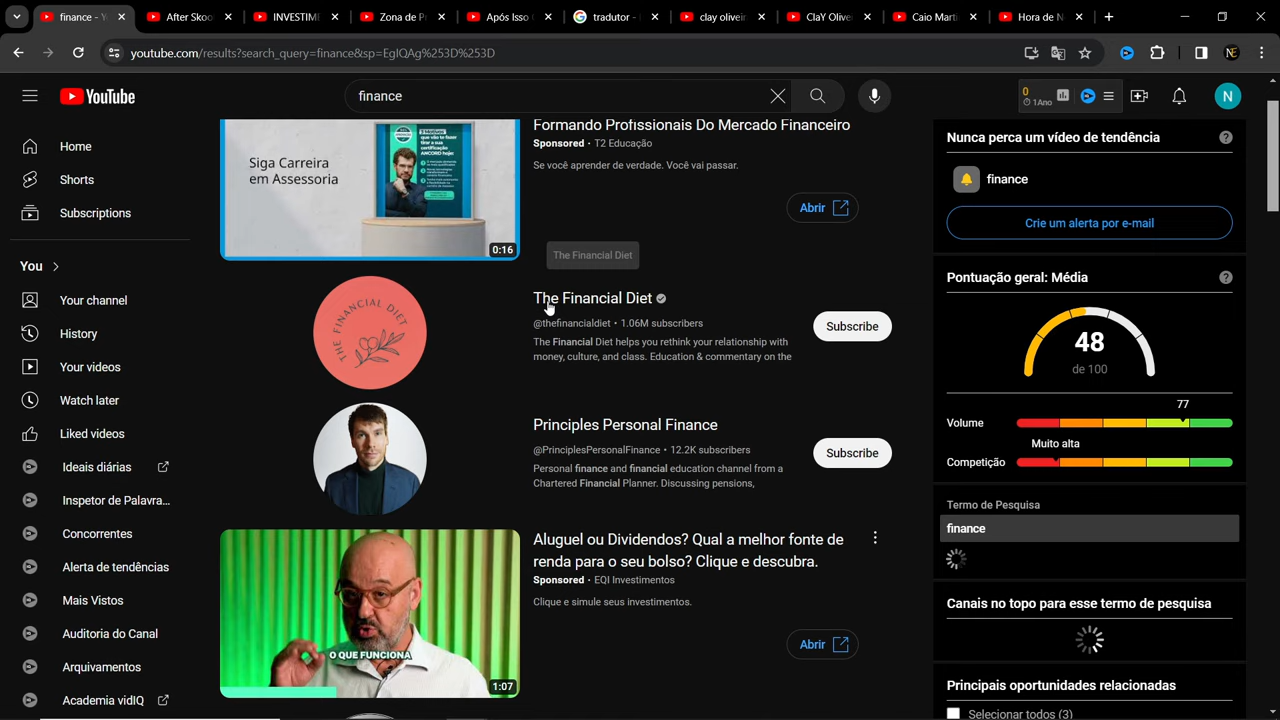 finance - Y
After Skoo
INVESTIME
Zona de P
Após Isso
tradutor -
clay oliveir
ClaY Oliver
Caio Mart
Hora de N
youtube.com/results?search_query=finance&sp=EgIQAg%253D%253D
NE
YouTube
finance
0
1Ano
N
Home
Shorts
Subscriptions
You
Your channel
History
Your videos
Watch later
Liked videos
Ideais diárias
Inspetor de Palavra...
Concorrentes
Alerta de tendências
Mais Vistos
Auditoria do Canal
Arquivamentos
Academia vidIQ
Siga Carreira
em Assessoria
0:16
Formando Profissionais Do Mercado Financeiro
Sponsored • T2 Educação
Se você aprender de verdade. Você vai passar.
Abrir
The Financial Diet
THE FINANCIAL DIET
The Financial Diet
@thefinancialdiet • 1.06M subscribers
The Financial Diet helps you rethink your relationship with
money, culture, and class. Education & commentary on the
Subscribe
Principles Personal Finance
@PrinciplesPersonalFinance • 12.2K subscribers
Personal finance and financial education channel from a
Chartered Financial Planner. Discussing pensions,
Subscribe
O QUE FUNCIONA
1:07
Aluguel ou Dividendos? Qual a melhor fonte de
renda para o seu bolso? Clique e descubra.
Sponsored • EQI Investimentos
Clique e simule seus investimentos.
Abrir
Nunca perca um vídeo de tendência
finance
Crie um alerta por e-mail
Pontuação geral: Média
48
de 100
77
Volume
Muito alta
Competição
Termo de Pesquisa
finance
Canais no topo para esse termo de pesquisa
Principais oportunidades relacionadas
Selecionar todos (3)